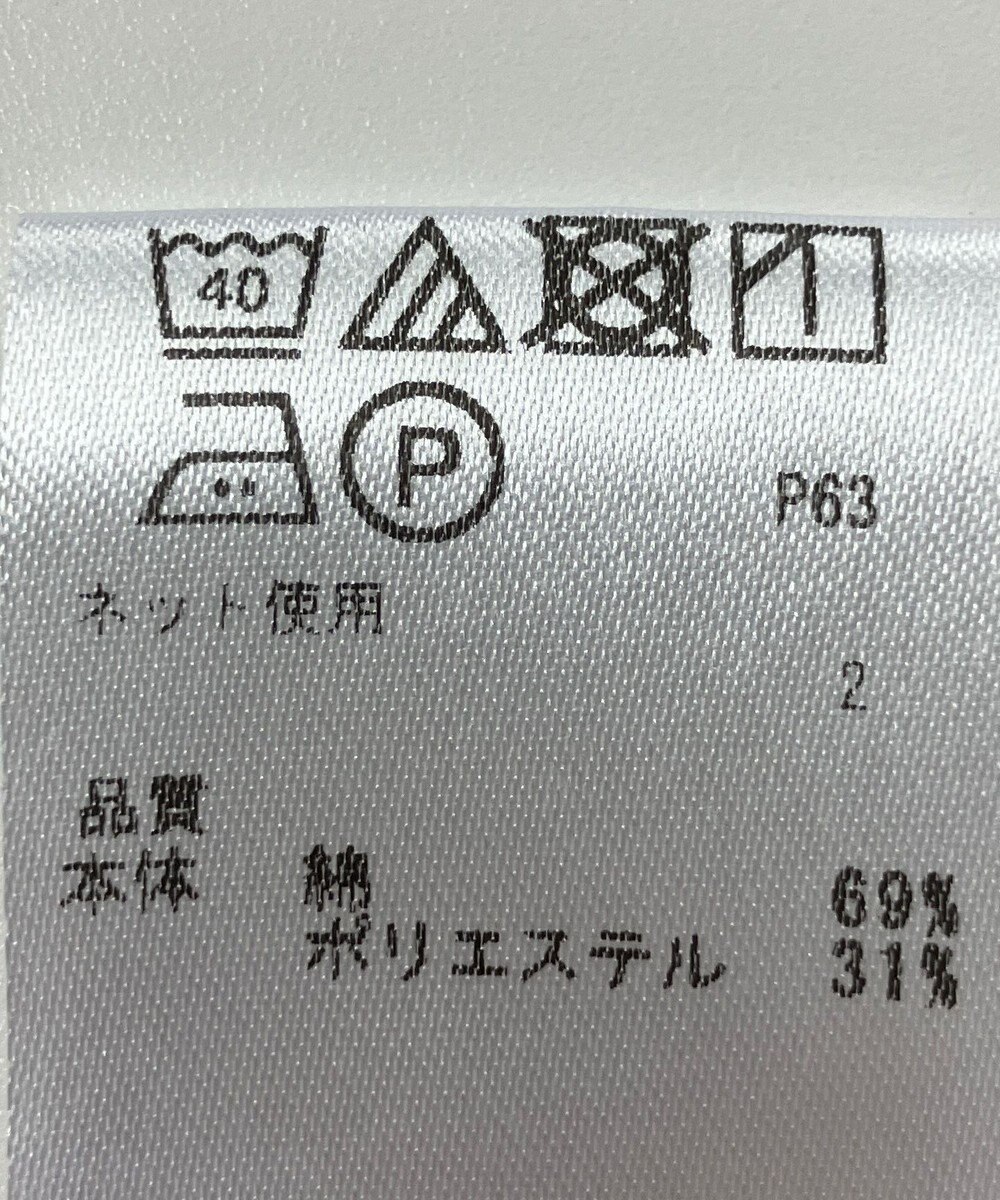 40
P P63
ネット使用
2
品質
本体 綿 69%
ポリエステル 31%